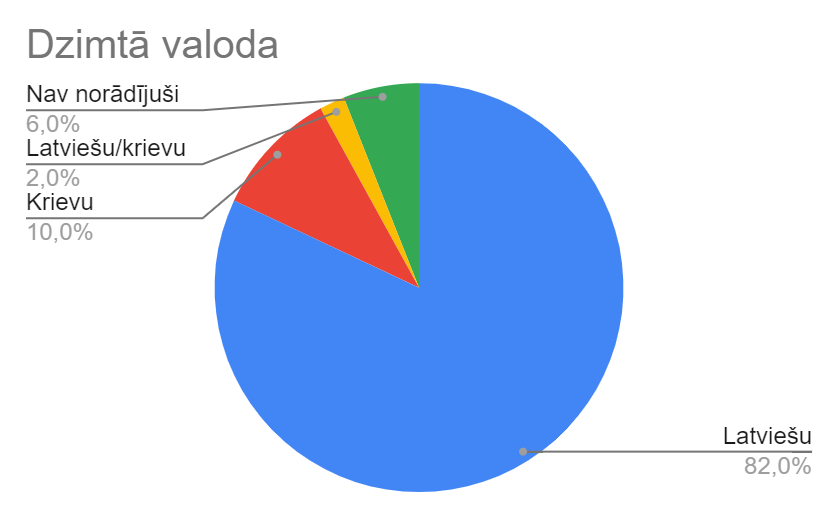 Dzimtā valoda
Nav norādījuši
6,0%
Latviešu/krievu
2,0%
Krievu
10,0%
Latviešu
82,0%